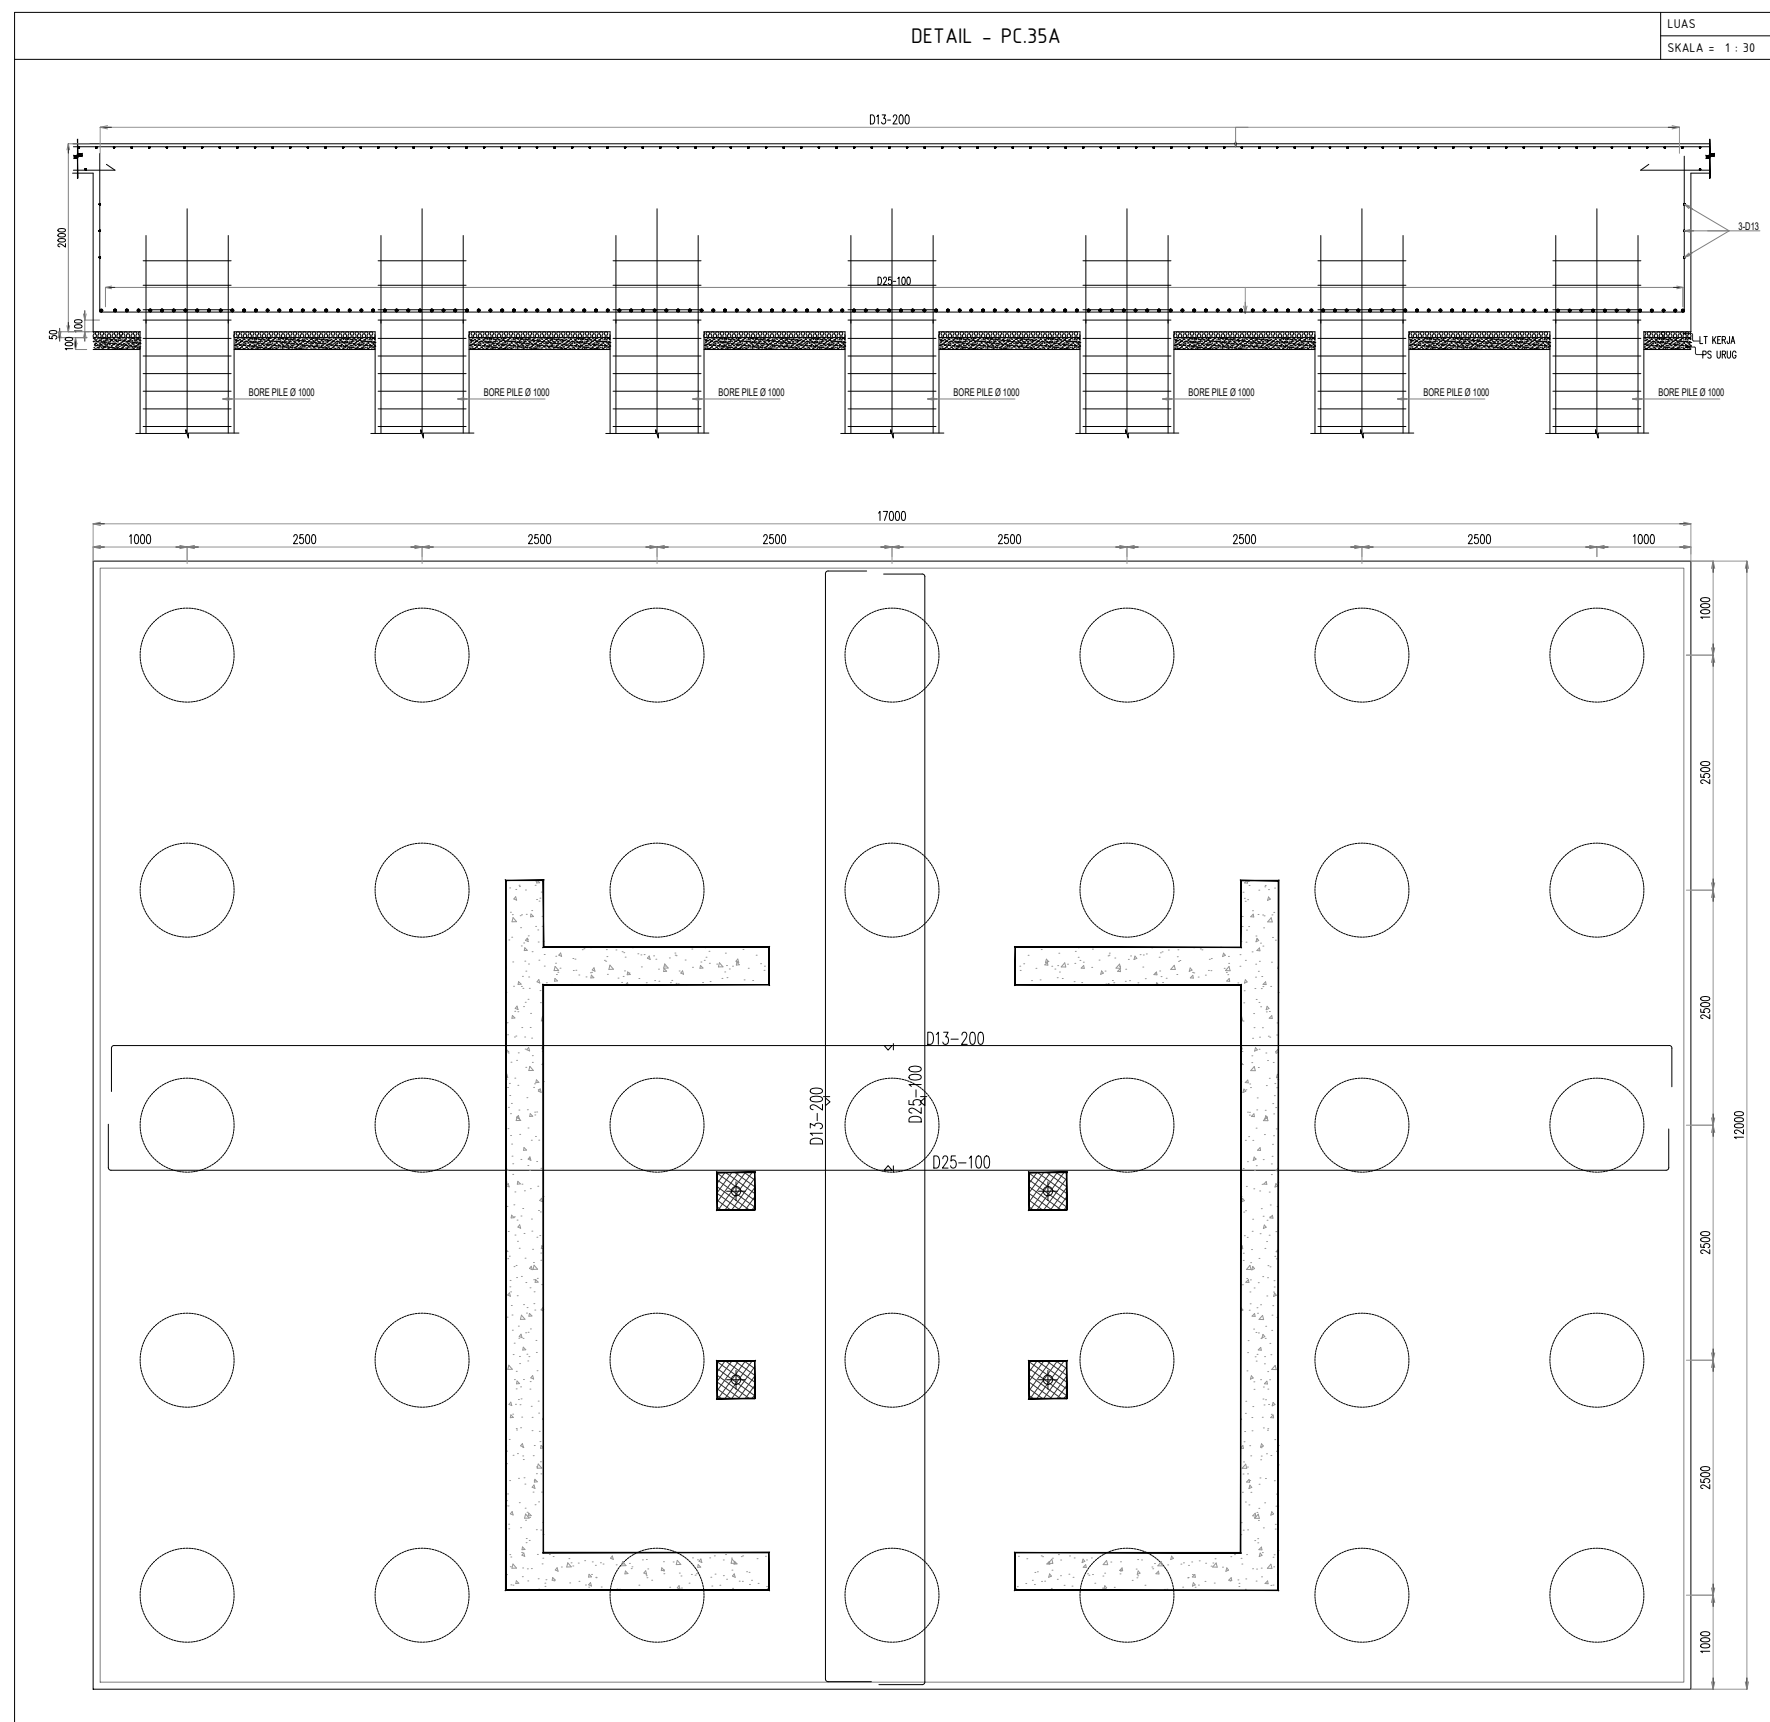 DETAIL - PC.35A
LUAS
SKALA = 1 : 30
D13-200
2000
3-D13
D25-100
50
100
100
LT KERJA
PS URUG
BORE PILE Ø 1000
BORE PILE Ø 1000
BORE PILE Ø 1000
BORE PILE Ø 1000
BORE PILE Ø 1000
BORE PILE Ø 1000
BORE PILE Ø 1000
17000
1000
2500
2500
2500
2500
2500
2500
1000
1000
2500
2500
2500
2500
1000
12000
D13-200
D13-200
D25-100
D25-100